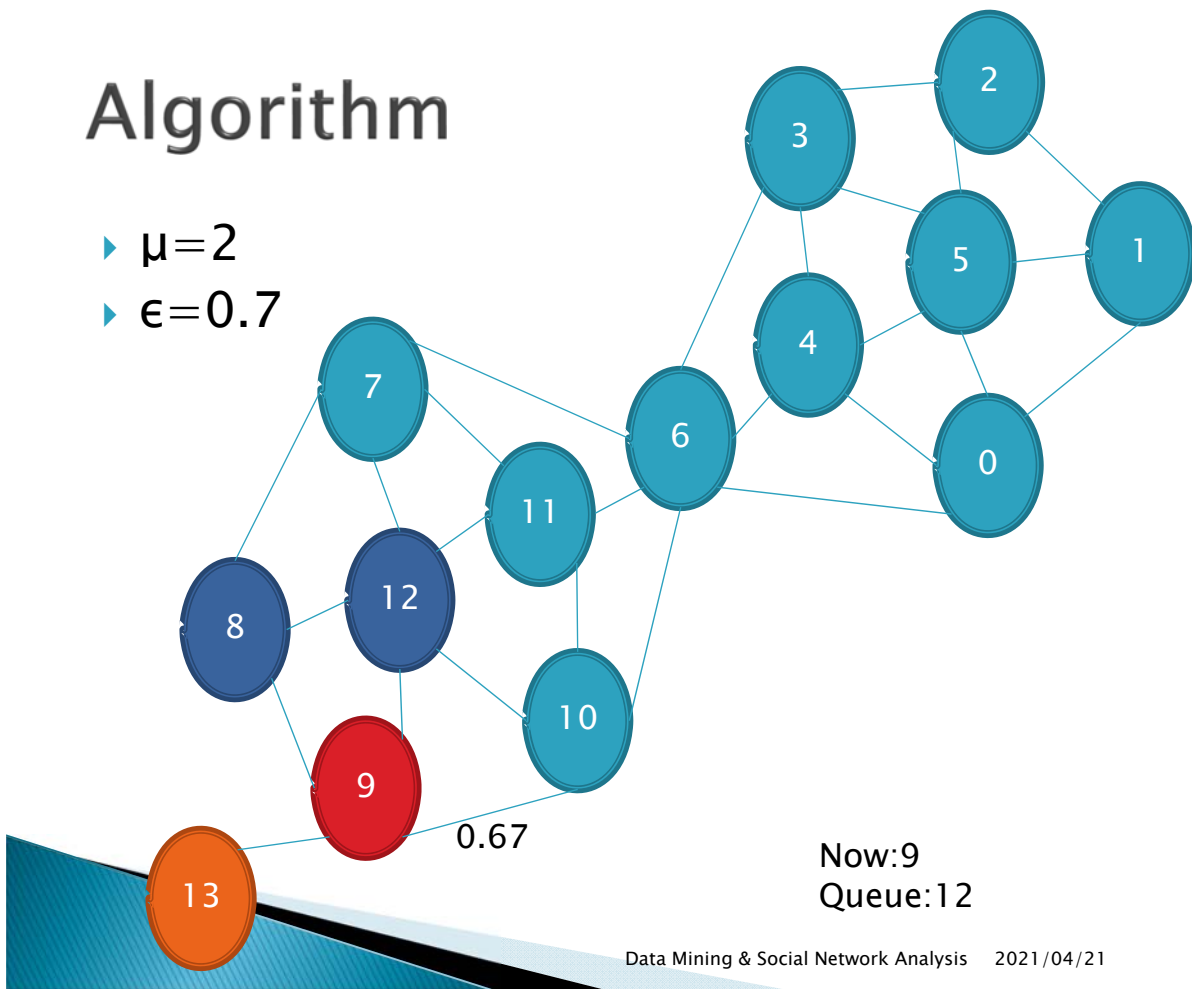 Algorithm
μ=2
ϵ=0.7
2
3
1
5
4
7
6
0
11
12
8
10
9
0.67
13
Now:9
Queue:12
Data Mining & Social Network Analysis 2021/04/21